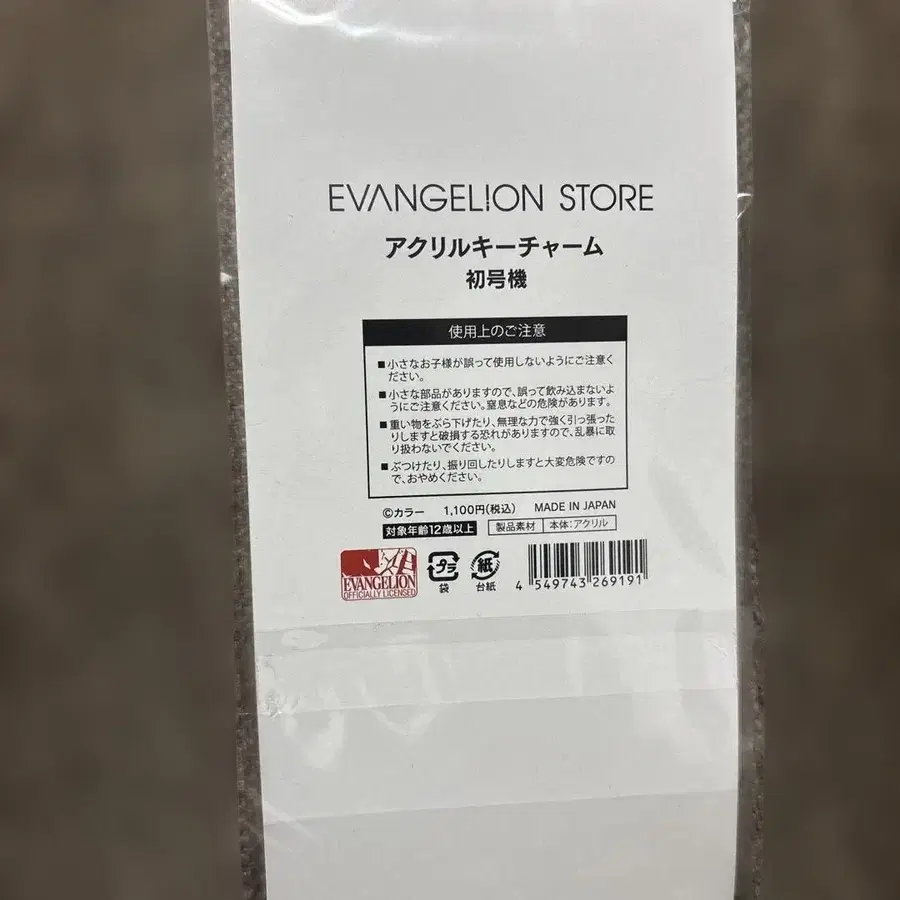 EVANGELION STORE
アクリルキーチャーム
初号機
使用上のご注意
■小さなお子様が誤って使用しないようにご注意く
ださい。
■小さな部品がありますので、誤って飲み込まないよ
うにご注意ください。窒息などの危険があります。
■重い物をぶら下げたり、無理な力で強く引っ張った
りしますと破損する恐れがありますので、乱暴に取
り扱わないでください。
■ぶつけたり、振り回したりしますと大変危険ですの
で、おやめください。
©カラー 1,100円(税込) MADE IN JAPAN
対象年齢12歳以上 製品素材 本体:アクリル
EVANGELION
OFFICIALLY LICENSED
プラ
袋
紙
台紙
4 549743 269191